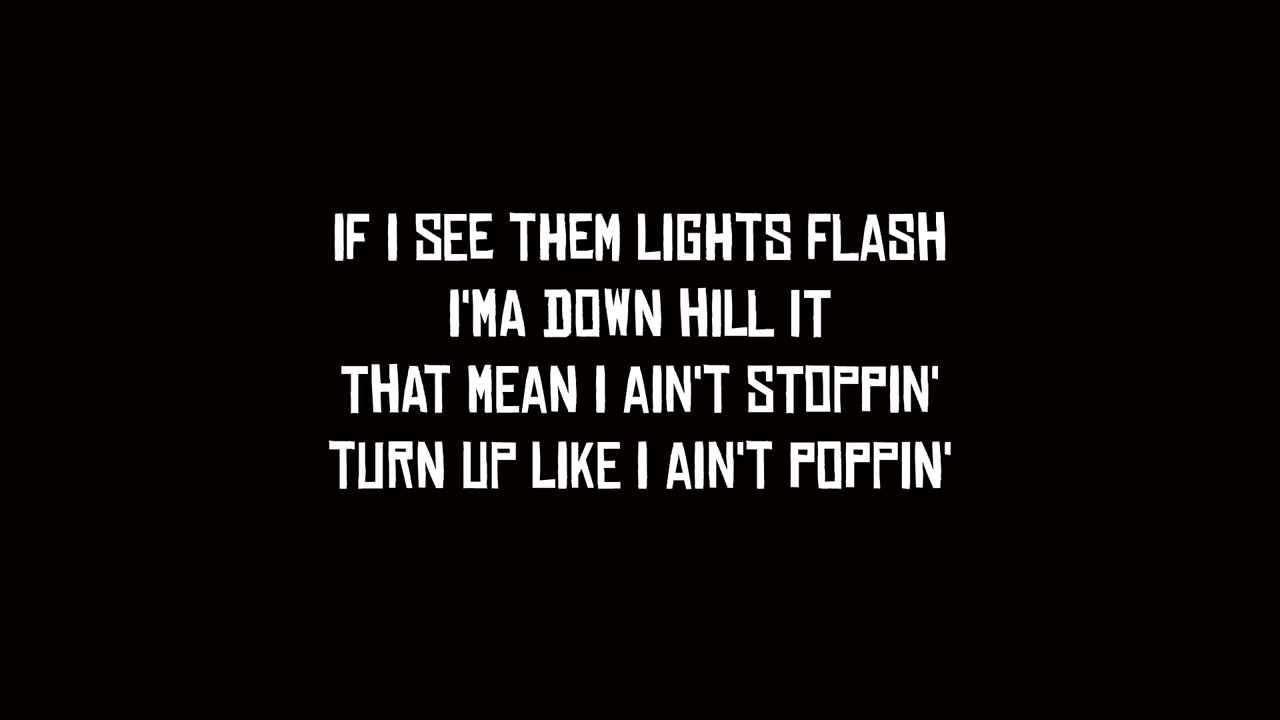 IF I SEE THEM LIGHTS FLASH
I'MA DOWN HILL IT
THAT MEAN I AIN'T STOPPIN'
TURN UP LIKE I AIN'T POPPIN'